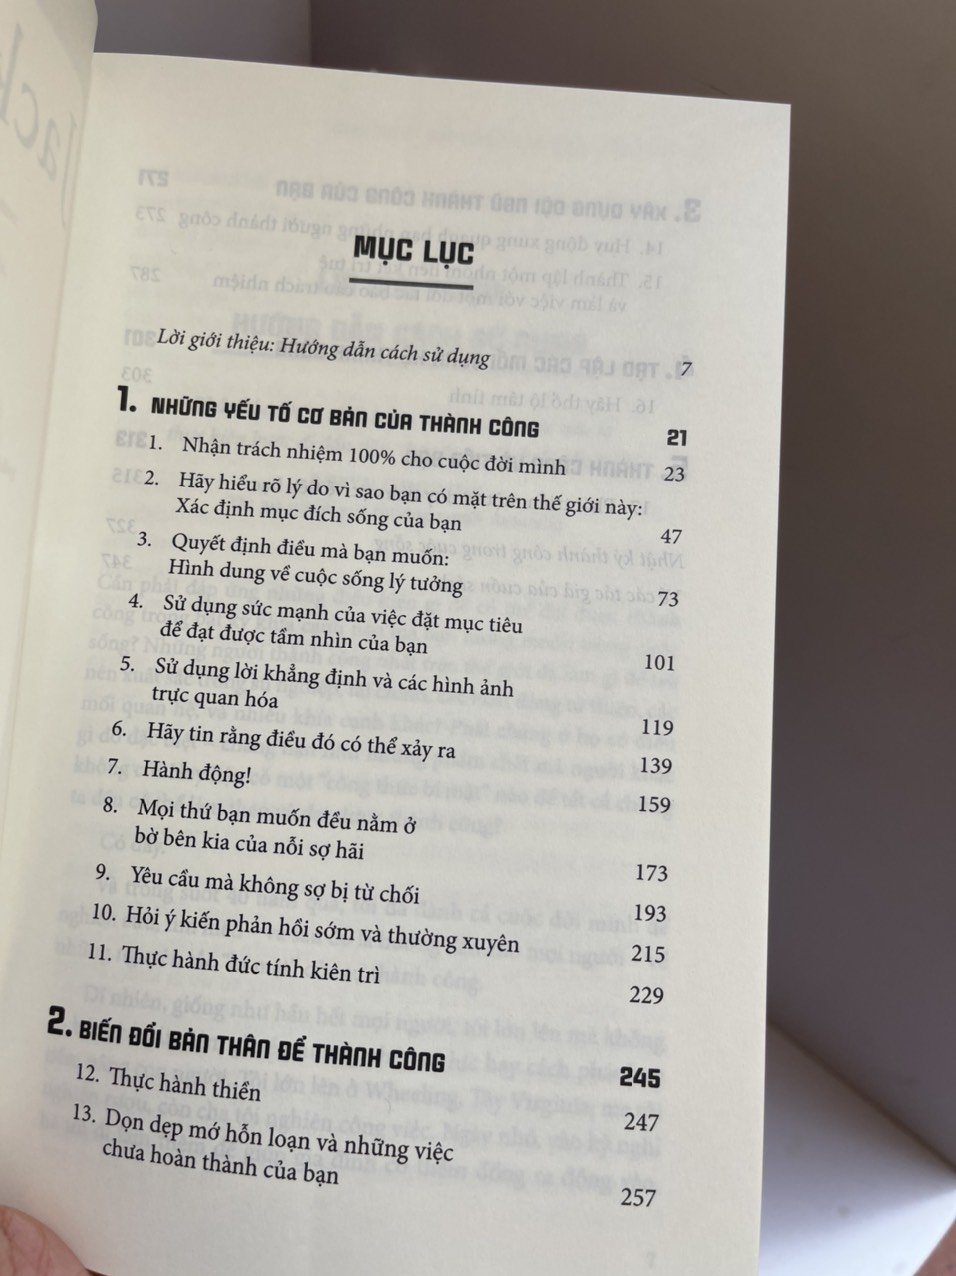 MỤC LỤC
Lời giới thiệu: Hướng dẫn cách sử dụng 7
1. NHỮNG YẾU TỐ CƠ BẢN CỦA THÀNH CÔNG 21
1. Nhận trách nhiệm 100% cho cuộc đời mình 23
2. Hãy hiểu rõ lý do vì sao bạn có mặt trên thế giới này:
Xác định mục đích sống của bạn 47
3. Quyết định điều mà bạn muốn:
Hình dung về cuộc sống lý tưởng 73
4. Sử dụng sức mạnh của việc đặt mục tiêu
để đạt được tầm nhìn của bạn 101
5. Sử dụng lời khẳng định và các hình ảnh
trực quan hóa 119
6. Hãy tin rằng điều đó có thể xảy ra 139
7. Hành động! 159
8. Mọi thứ bạn muốn đều nằm ở
bờ bên kia của nỗi sợ hãi 173
9. Yêu cầu mà không sợ bị từ chối 193
10. Hỏi ý kiến phản hồi sớm và thường xuyên 215
11. Thực hành đức tính kiên trì 229
2. BIẾN ĐỔI BẢN THÂN ĐỂ THÀNH CÔNG 245
12. Thực hành thiền 247
13. Dọn dẹp mớ hỗn loạn và những việc
chưa hoàn thành của bạn 257